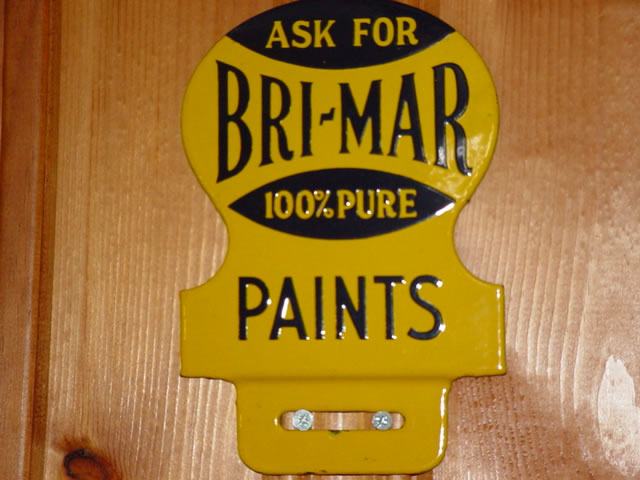 ASK FOR
BRI-MAR
100% PURE
PAINTS